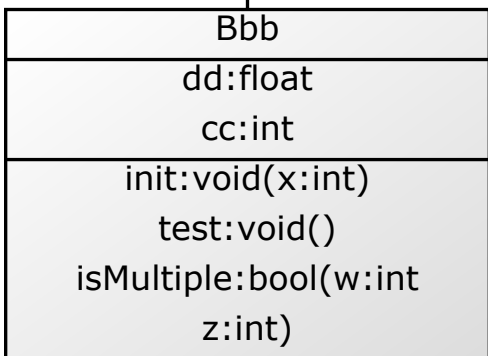 Bbb
dd:float
cc:int
init:void(x:int)
test:void()
isMultiple:bool(w:int
z:int)